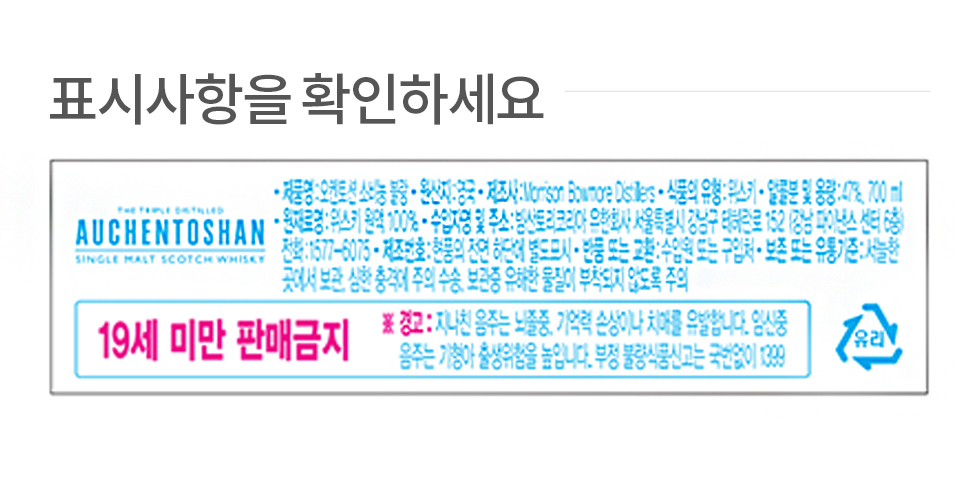 표시사항을 확인하세요
THE TRIPLE DISTILLED
AUCHENTOSHAN
SINGLE MALT SCOTCH WHISKY
• 제품명 : 오켄토션 소비뇽 블랑 • 원산지 : 영국 • 제조사 : Morrison Bowmore Distillers • 식품의 유형 : 위스키 • 알콜분 및 용량 : 47%, 700 ml
• 원재료명 : 위스키 원액 100% • 수입자명 및 주소 : 빔산토리코리아 유한회사 서울특별시 강남구 테헤란로 152 (강남 파이낸스 센터 6층)
전화 : 1577-6075 • 제조번호 : 현품의 전면 하단에 별도표시 • 반품 또는 교환 : 수입원 또는 구입처 • 보존 또는 유통기준 : 서늘한
곳에서 보관, 심한 충격에 주의 수송, 보관중 유해한 물질이 부착되지 않도록 주의
19세 미만 판매금지
※ 경고 : 지나친 음주는 뇌졸중, 기억력 손상이나 치매를 유발합니다. 임신중
음주는 기형아 출생위험을 높입니다. 부정 불량식품신고는 국번없이 1399
유리